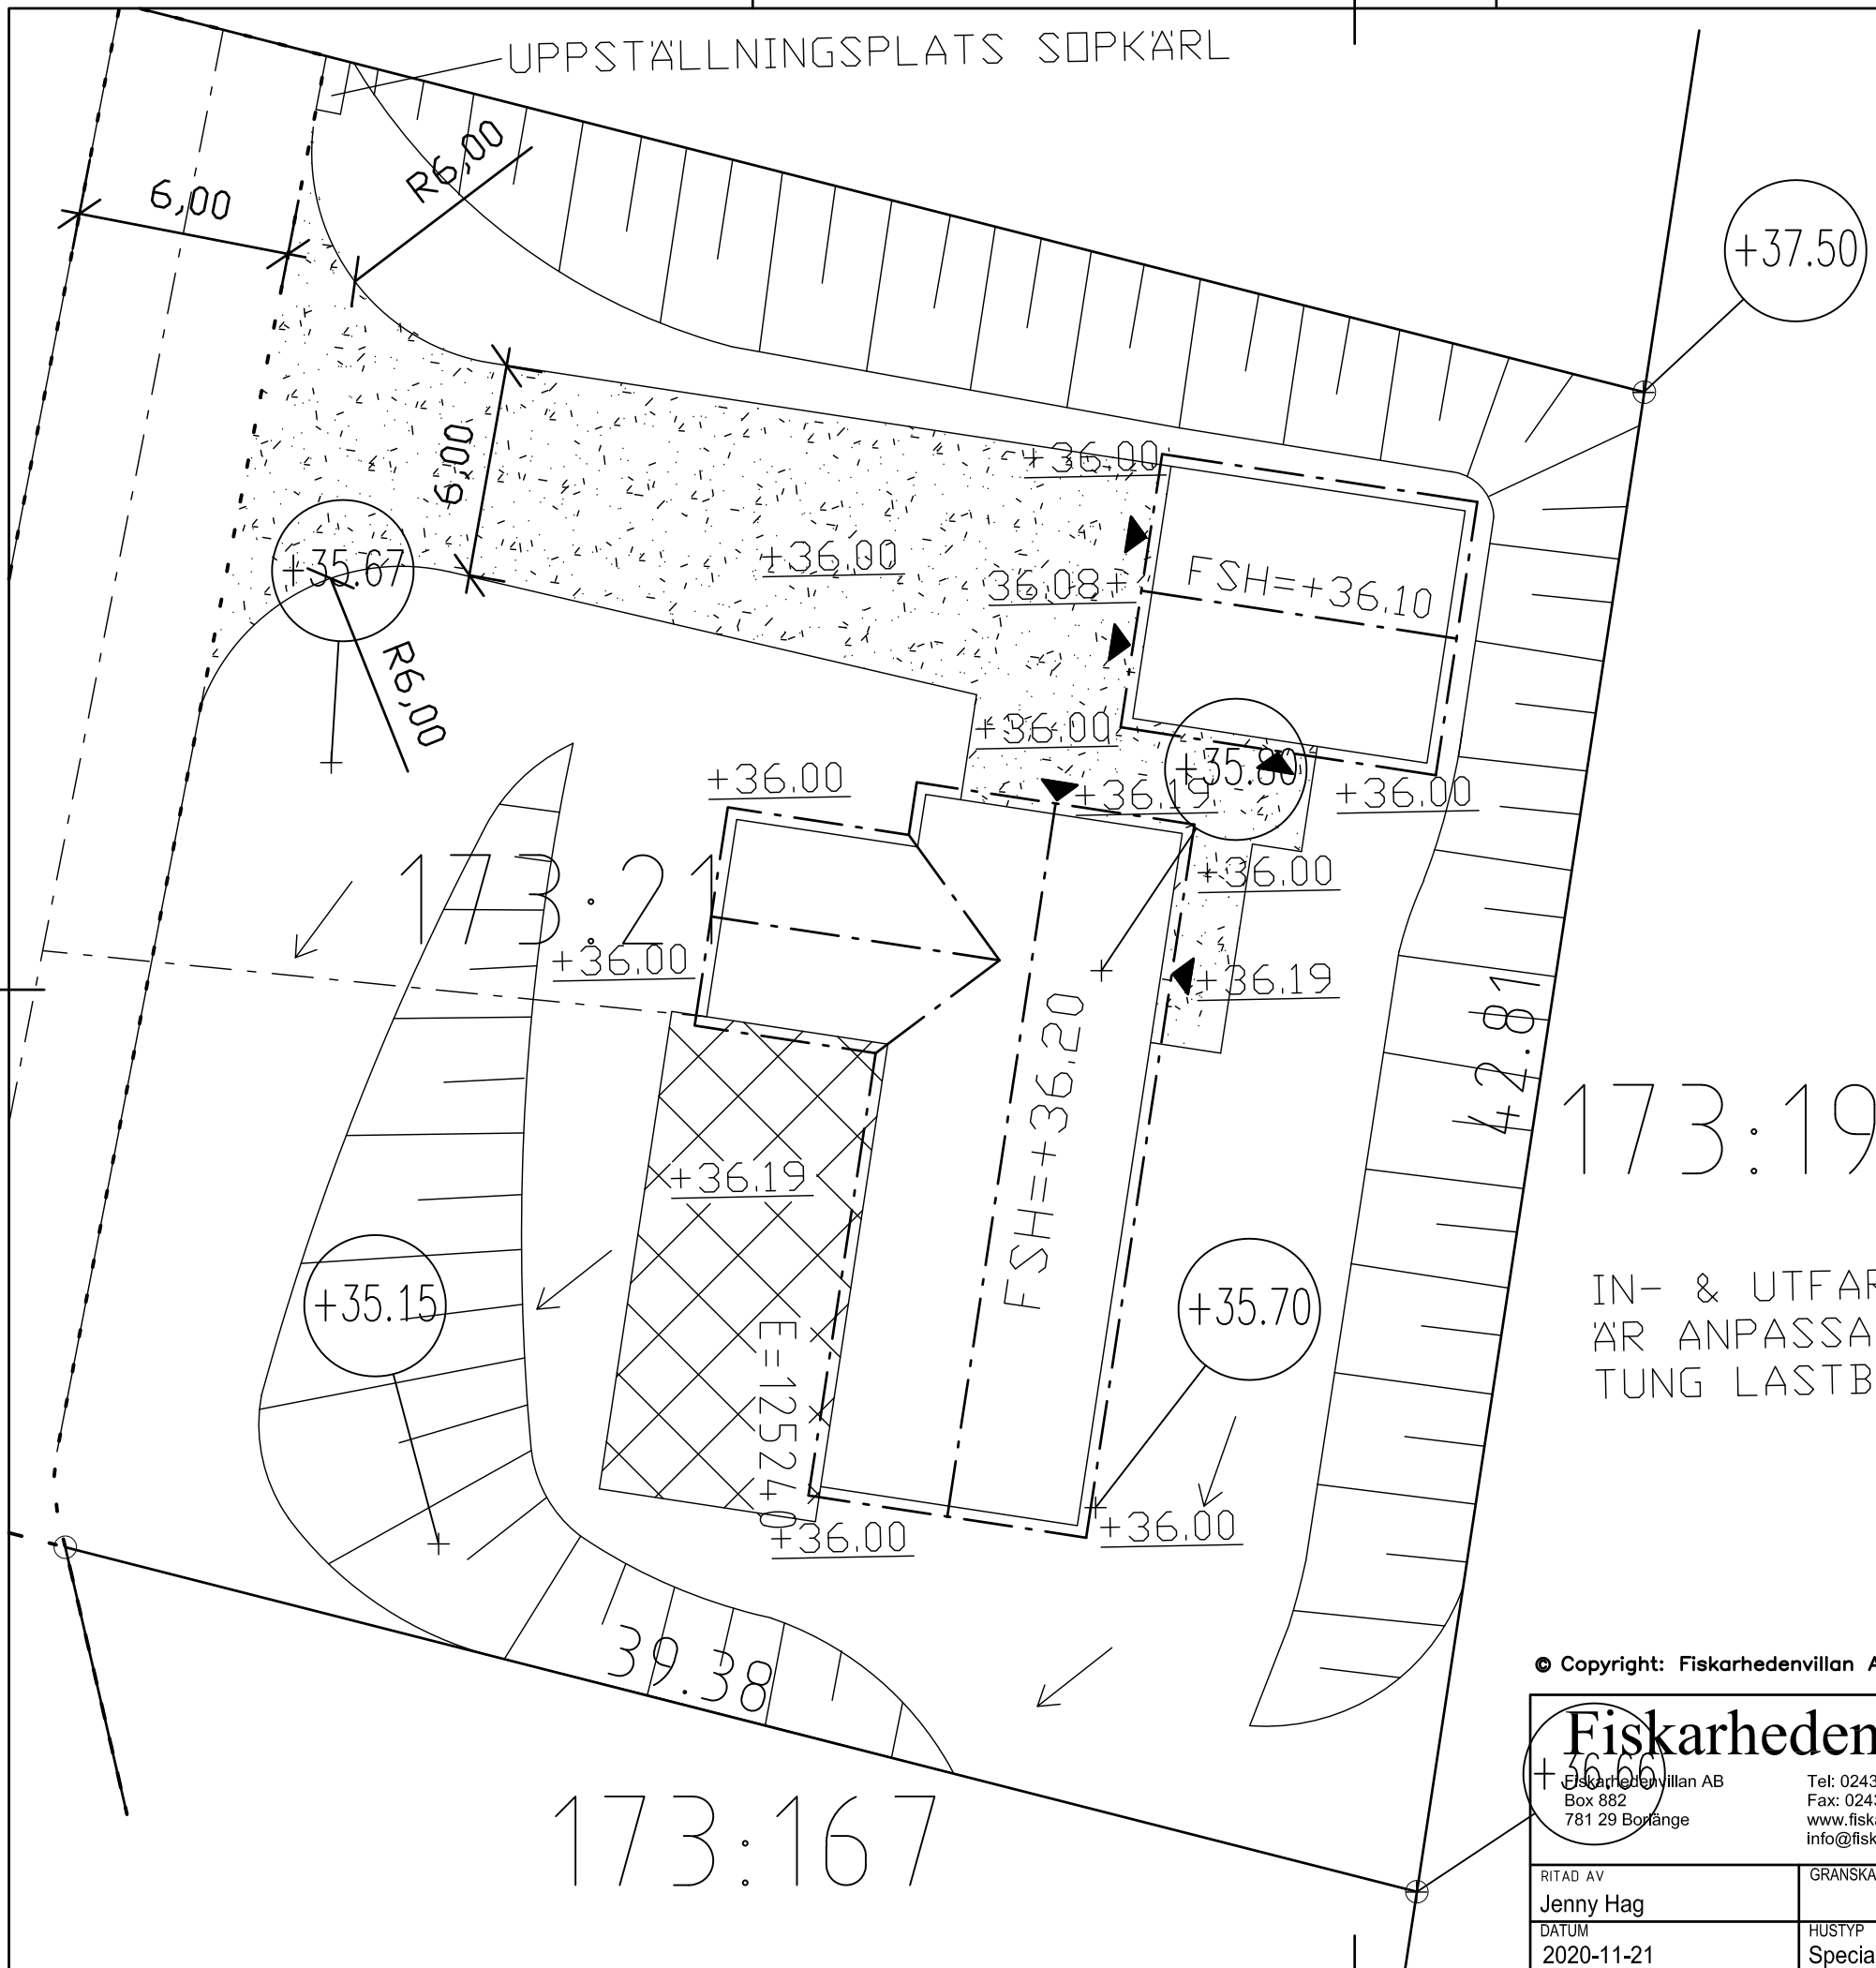 UPPSTÄLLNINGSPLATS SOPKÄRL
R6,00
6,00
+37.50
6,00
+36.00
+36.00
+35.67
36.08+
FSH=+36.10
R6,00
+36.00
+35.80
+36.00
+36.19
+36.00
173:21
+36.00
+36.00
+36.19
42.81
FSH=+36.20
173:19
+36.19
IN- & UTFAR
ÄR ANPASSA
TUNG LASTB
+35.15
+35.70
E=125240
+36.00
+36.00
39.38
© Copyright: Fiskarhedenvillan A
Fiskarheden
+36.66
Fiskarhedenvillan AB
Box 882
781 29 Borlänge
Tel: 0243
Fax: 0243
www.fiska
info@fisk
173:167
RITAD AV
Jenny Hag
GRANSKA
DATUM
2020-11-21
HUSTYP
Specia